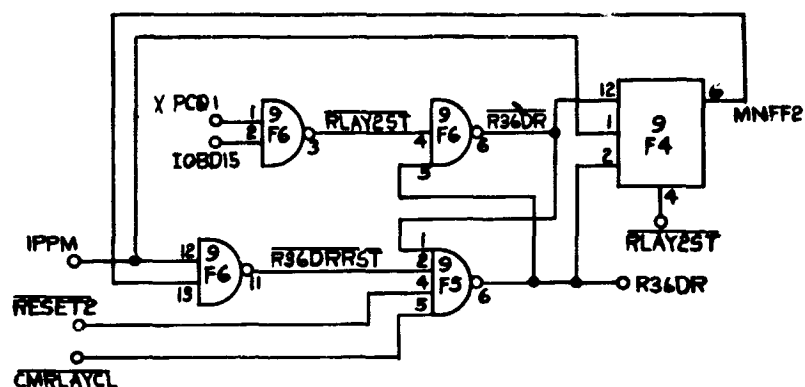 12 6
MNFF2
X PCD1 1 9 F6 3 RLAY2ST 4 9 F6 6 R36DR 1 9 F4
IOBD15 2 5 2
4
RLAY2ST
1PPM 12 9 F6 11 R36DRRST 1 2 9 F5 6 R36DR
13 4
RESET2 5
CMRLAYCL